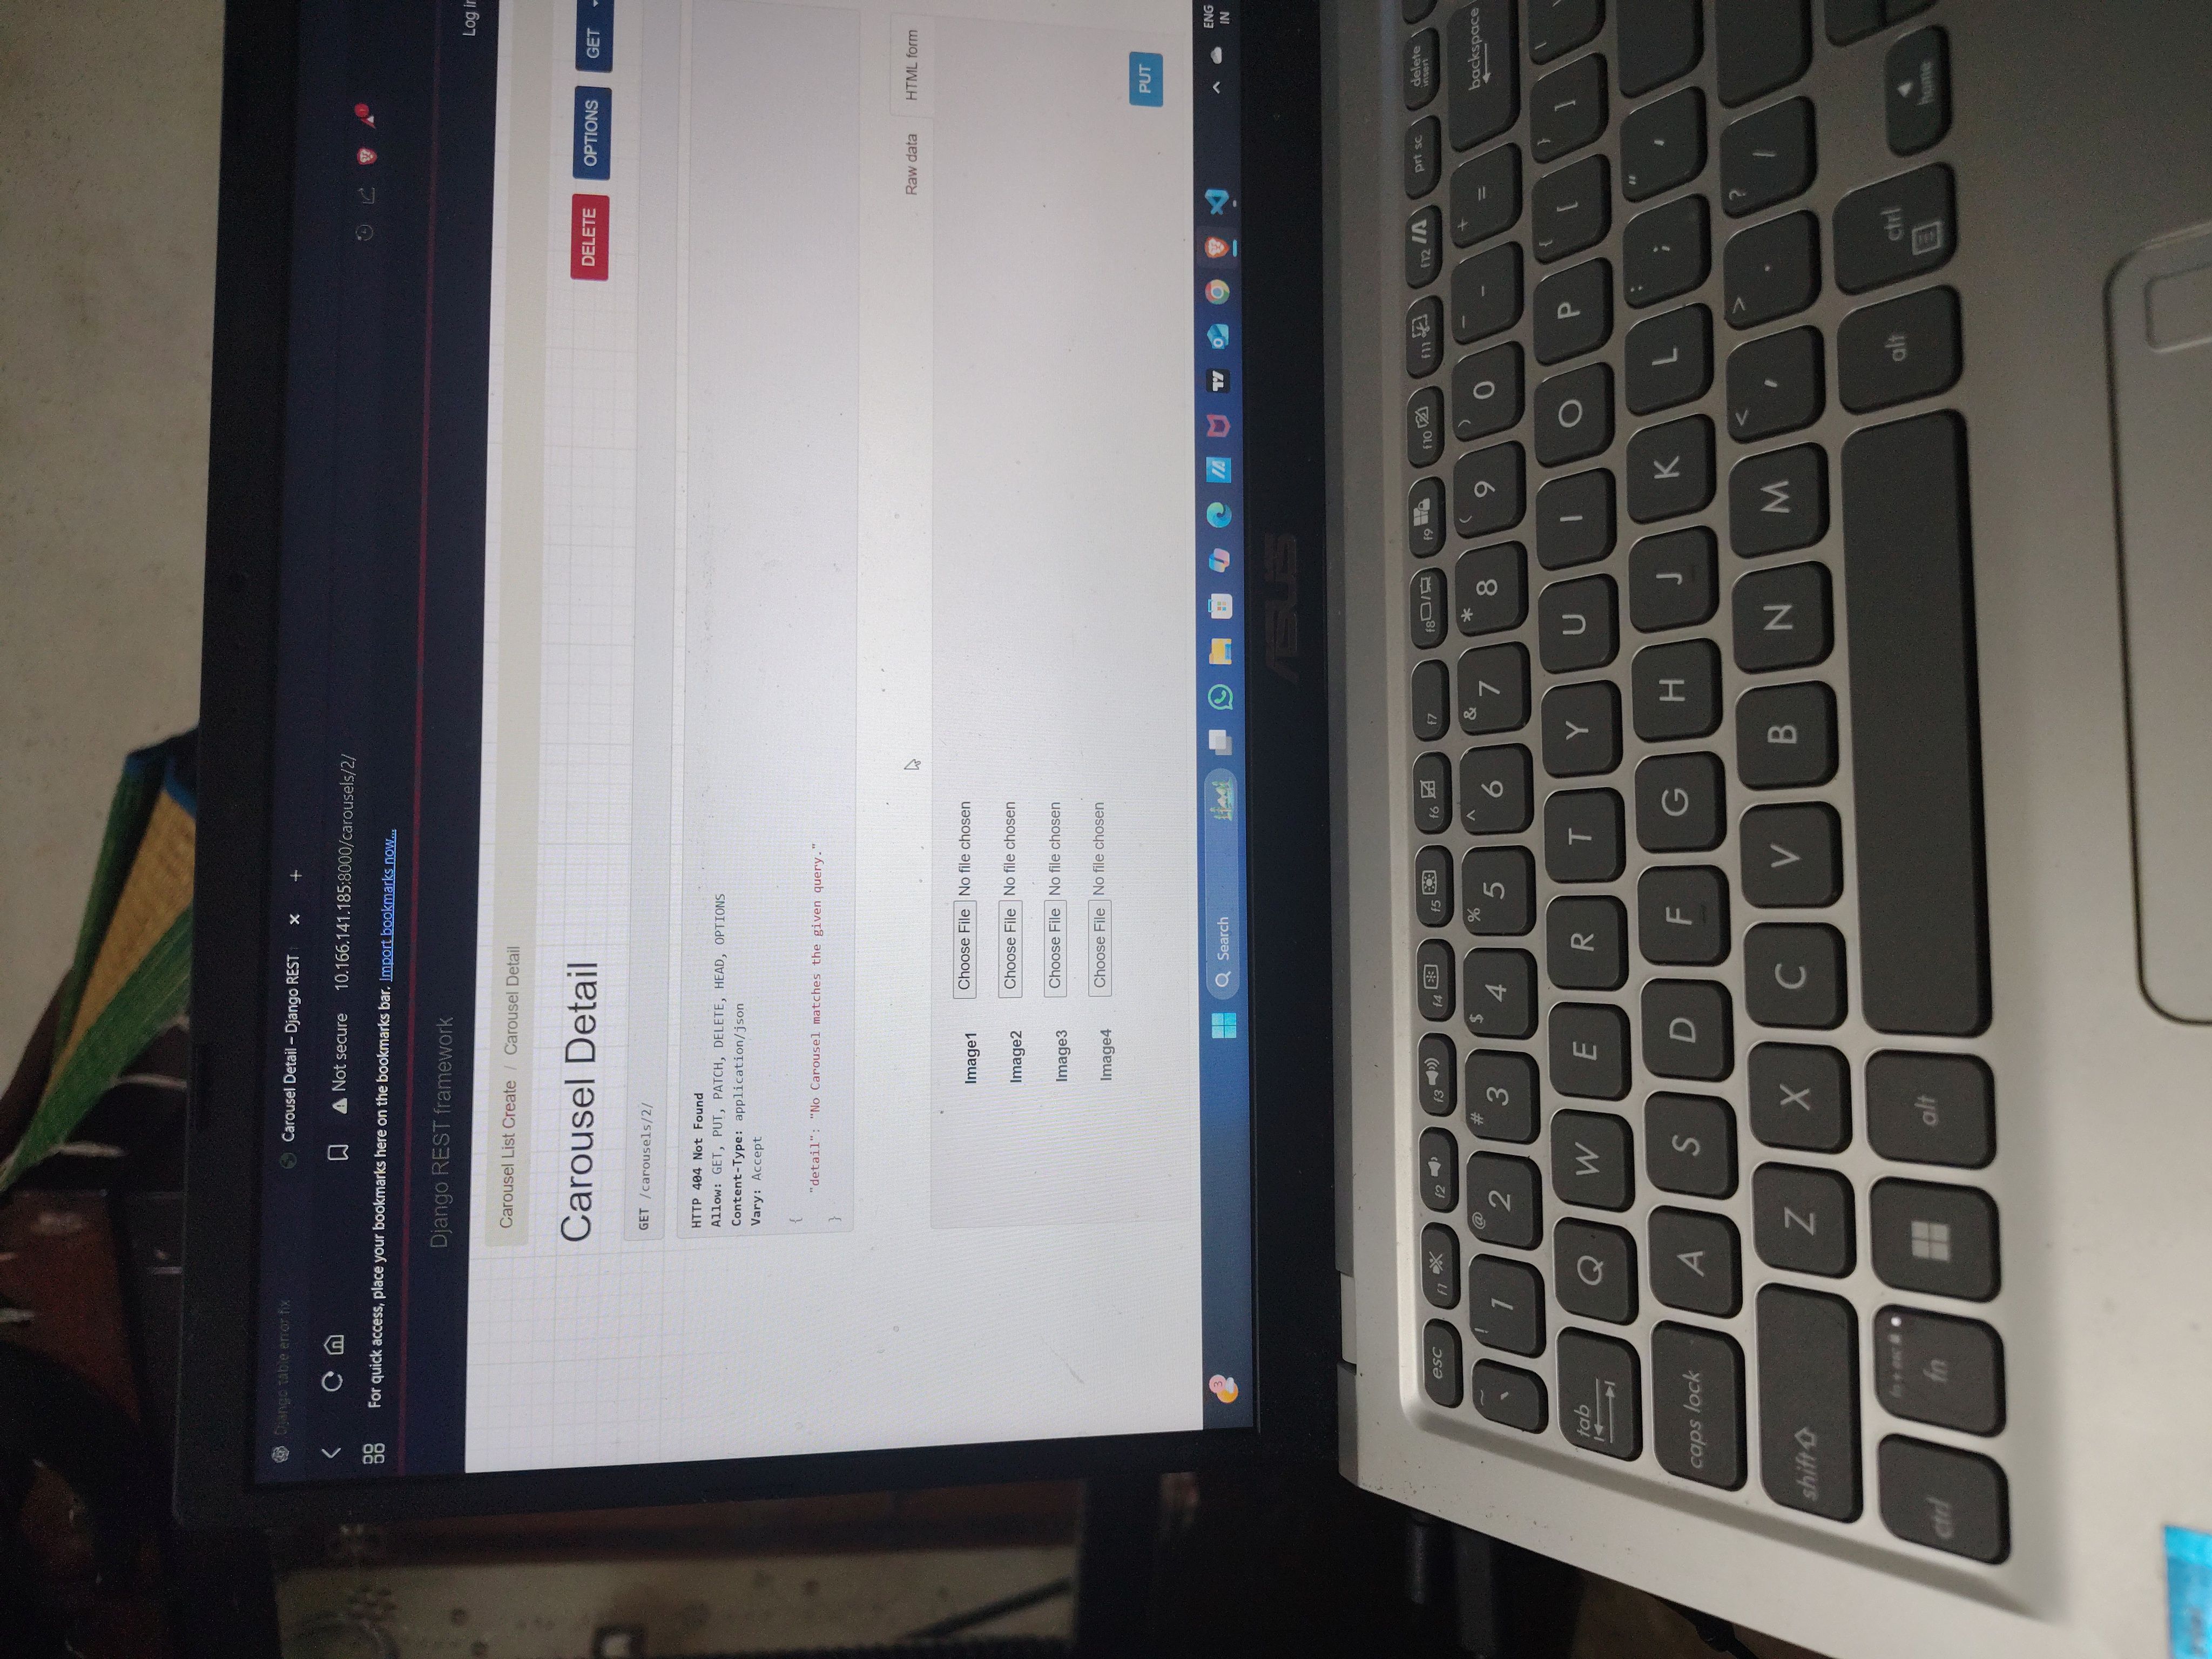 Django table error fix
Carousel Detail – Django REST
Not secure 10.166.141.185:8000/carousels/2/
For quick access, place your bookmarks here on the bookmarks bar. Import bookmarks now...
Django REST framework
Log in
Carousel List Create / Carousel Detail
Carousel Detail
DELETE OPTIONS GET
GET /carousels/2/
HTTP 404 Not Found
Allow: GET, PUT, PATCH, DELETE, HEAD, OPTIONS
Content-Type: application/json
Vary: Accept
{
"detail": "No Carousel matches the given query."
}
Raw data HTML form
Image1 Choose File No file chosen
Image2 Choose File No file chosen
Image3 Choose File No file chosen
Image4 Choose File No file chosen
PUT
3 Search ENG
IN
ASUS
esc f1 f2 f3 f4 f5 f6 f7 f8 f9 f10 f11 f12 prt sc delete
insert
~ ` ! 1 @ 2 # 3 $ 4 % 5 ^ 6 & 7 * 8 ( 9 ) 0 _ - + = backspace
tab Q W E R T Y U I O P { [ } ]
caps lock A S D F G H J K L : ; " '
shift Z X C V B N M < , > . ? /
fn + esc
ctrl fn alt alt ctrl home